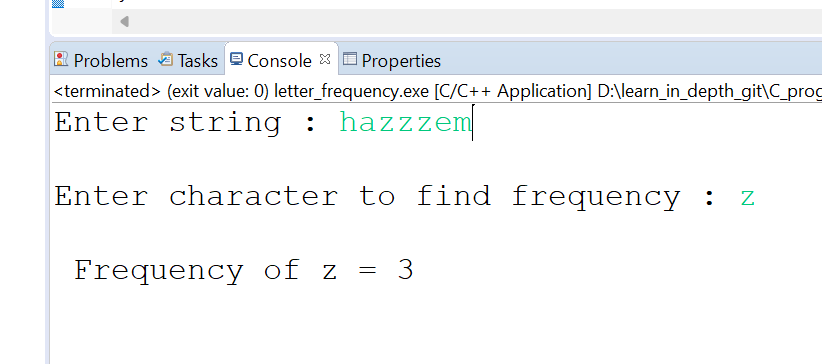 Problems Tasks Console Properties
<terminated> (exit value: 0) letter_frequency.exe [C/C++ Application] D:\learn_in_depth_git\C_prog
Enter string : hazzzem
Enter character to find frequency : z
Frequency of z = 3